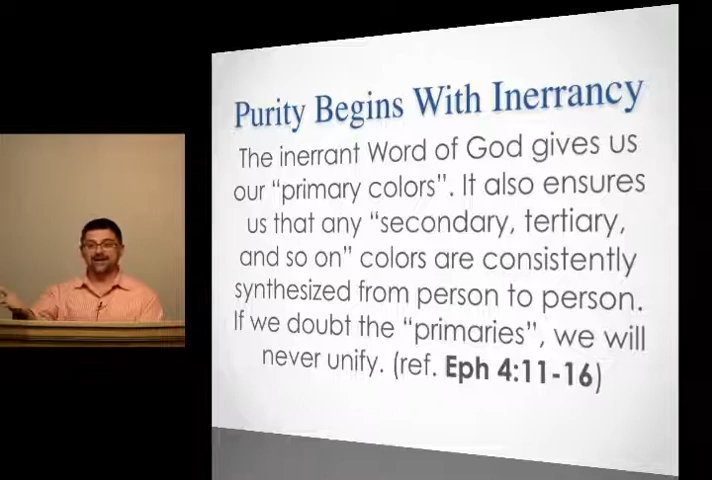 Purity Begins With Inerrancy
The inerrant Word of God gives us
our “primary colors”. It also ensures
us that any “secondary, tertiary,
and so on” colors are consistently
synthesized from person to person.
If we doubt the “primaries”, we will
never unify. (ref. Eph 4:11-16)